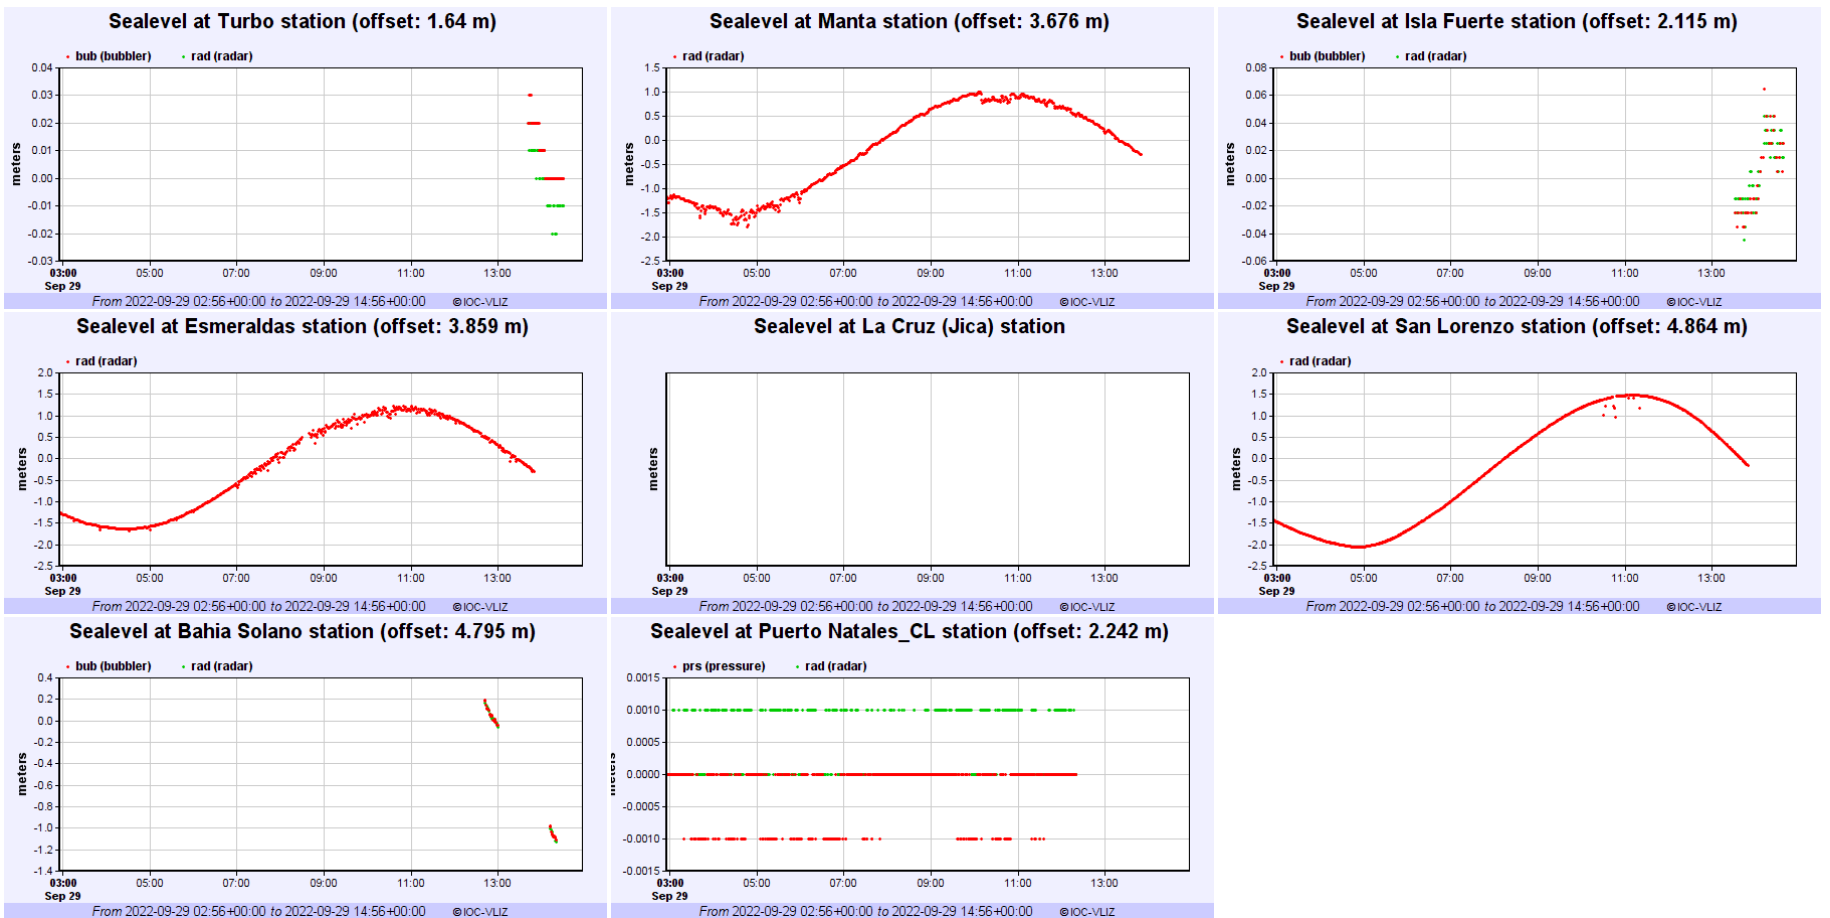 Sealevel at Turbo station (offset: 1.64 m)
bub (bubbler) rad (radar)
meters
0.04
0.03
0.02
0.01
0.00
-0.01
-0.02
-0.03
03:00 05:00 07:00 09:00 11:00 13:00
Sep 29
From 2022-09-29 02:56+00:00 to 2022-09-29 14:56+00:00 ©IOC-VLIZ
Sealevel at Manta station (offset: 3.676 m)
rad (radar)
meters
1.5
1.0
0.5
0.0
-0.5
-1.0
-1.5
-2.0
-2.5
03:00 05:00 07:00 09:00 11:00 13:00
Sep 29
From 2022-09-29 02:56+00:00 to 2022-09-29 14:56+00:00 ©IOC-VLIZ
Sealevel at Isla Fuerte station (offset: 2.115 m)
bub (bubbler) rad (radar)
meters
0.08
0.06
0.04
0.02
0.00
-0.02
-0.04
-0.06
03:00 05:00 07:00 09:00 11:00 13:00
Sep 29
From 2022-09-29 02:56+00:00 to 2022-09-29 14:56+00:00 ©IOC-VLIZ
Sealevel at Esmeraldas station (offset: 3.859 m)
rad (radar)
meters
2.0
1.5
1.0
0.5
0.0
-0.5
-1.0
-1.5
-2.0
-2.5
03:00 05:00 07:00 09:00 11:00 13:00
Sep 29
From 2022-09-29 02:56+00:00 to 2022-09-29 14:56+00:00 ©IOC-VLIZ
Sealevel at La Cruz (Jica) station
meters
03:00 05:00 07:00 09:00 11:00 13:00
Sep 29
From 2022-09-29 02:56+00:00 to 2022-09-29 14:56+00:00 ©IOC-VLIZ
Sealevel at San Lorenzo station (offset: 4.864 m)
rad (radar)
meters
2.0
1.5
1.0
0.5
0.0
-0.5
-1.0
-1.5
-2.0
-2.5
03:00 05:00 07:00 09:00 11:00 13:00
Sep 29
From 2022-09-29 02:56+00:00 to 2022-09-29 14:56+00:00 ©IOC-VLIZ
Sealevel at Bahia Solano station (offset: 4.795 m)
bub (bubbler) rad (radar)
meters
0.4
0.2
0.0
-0.2
-0.4
-0.6
-0.8
-1.0
-1.2
-1.4
03:00 05:00 07:00 09:00 11:00 13:00
Sep 29
From 2022-09-29 02:56+00:00 to 2022-09-29 14:56+00:00 ©IOC-VLIZ
Sealevel at Puerto Natales_CL station (offset: 2.242 m)
prs (pressure) rad (radar)
meters
0.0015
0.0010
0.0005
0.0000
-0.0005
-0.0010
-0.0015
03:00 05:00 07:00 09:00 11:00 13:00
Sep 29
From 2022-09-29 02:56+00:00 to 2022-09-29 14:56+00:00 ©IOC-VLIZ